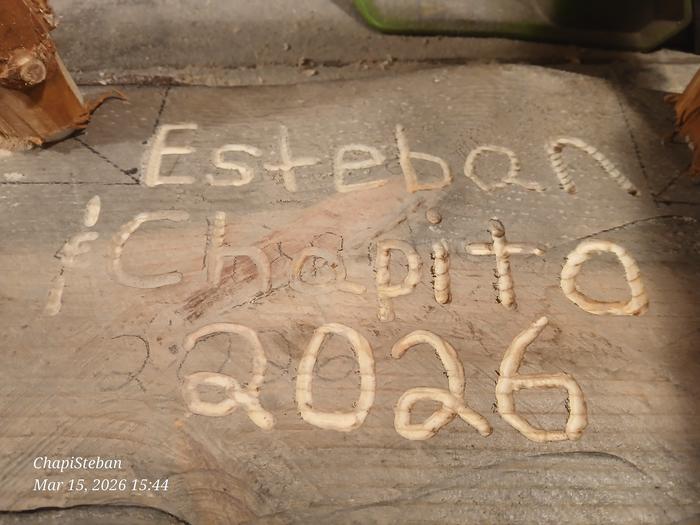 Esteban
¡Chapito
2026
ChapiSteban
Mar 15, 2026 15:44